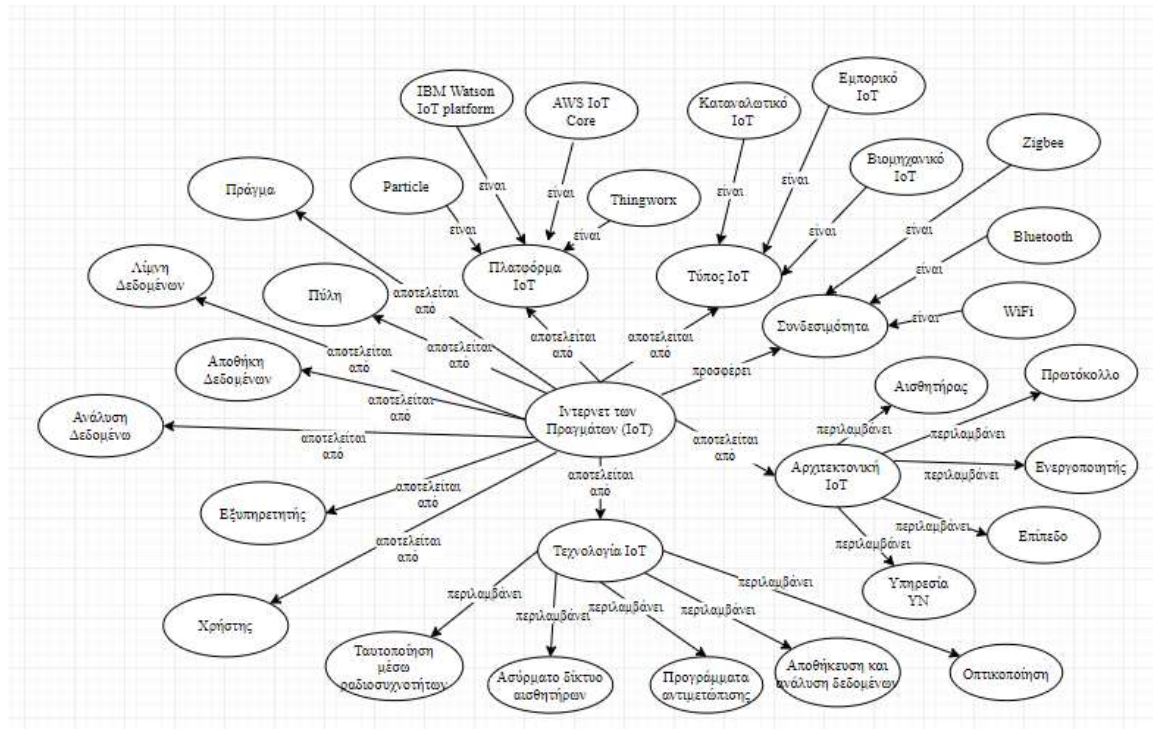 IBM Watson
IoT platform
AWS IoT
Core
Καταναλωτικό
IoT
Εμπορικό
IoT
Zigbee
Βιομηχανικό
IoT
Πράγμα
Particle
Thingworx
είναι
είναι
είναι
είναι
είναι
είναι
είναι
είναι
είναι
είναι
Bluetooth
WiFi
Λίμνη
Δεδομένων
Πύλη
Πλατφόρμα
IoT
Τύπος IoT
Συνδεσιμότητα
αποτελείται
από
αποτελείται
από
αποτελείται
από
αποτελείται
από
αποτελείται
από
προσφέρει
Αποθήκη
Δεδομένων
αποτελείται
από
Αισθητήρας
Πρωτόκολλο
Ανάλυση
Δεδομένω
αποτελείται
από
Ιντερνετ των
Πραγμάτων (IoT)
αποτελείται
από
περιλαμβάνει
περιλαμβάνει
περιλαμβάνει
Αρχιτεκτονική
IoT
Ενεργοποιητής
αποτελείται
από
αποτελείται
από
Εξυπηρετητής
περιλαμβάνει
περιλαμβάνει
Επίπεδο
αποτελείται
από
Τεχνολογία IoT
Υπηρεσία
ΥΝ
Χρήστης
περιλαμβάνει
περιλαμβάνει
περιλαμβάνει
περιλαμβάνει
περιλαμβάνει
Ταυτοποίηση
μέσω
ραδιοσυχνοτήτων
Ασύρματο δίκτυο
αισθητήρων
Προγράμματα
αντιμετώπισης
Αποθήκευση και
ανάλυση δεδομένων
Οπτικοποίηση